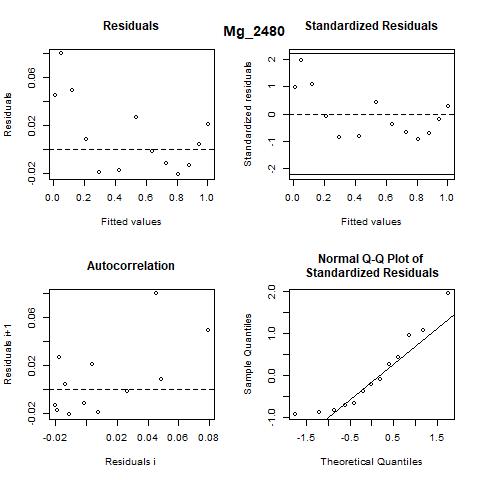 Mg_2480
Residuals
Residuals
-0.02
0.02
0.06
0.0
0.2
0.4
0.6
0.8
1.0
Fitted values
Standardized Residuals
Standardized residuals
-2
-1
0
1
2
0.0
0.2
0.4
0.6
0.8
1.0
Fitted values
Autocorrelation
Residuals i+1
-0.02
0.02
0.06
-0.02
0.00
0.02
0.04
0.06
0.08
Residuals i
Normal Q-Q Plot of
Standardized Residuals
Sample Quantiles
-1.0
0.0
1.0
2.0
-1.5
-0.5
0.5
1.5
Theoretical Quantiles